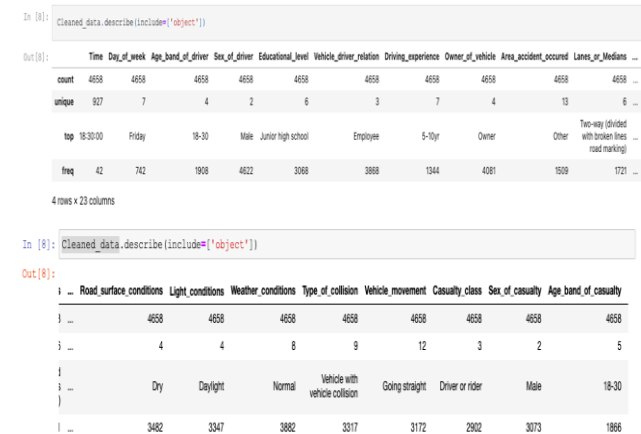 In [8]: Cleaned_data.describe(include=['object'])
Out[8]:
Time Day_of_week Age_band_of_driver Sex_of_driver Educational_level Vehicle_driver_relation Driving_experience Owner_of_vehicle Area_accident_occured Lanes_or_Medians ...
count 4658 4658 4658 4658 4658 4658 4658 4658 4658 4658 ...
unique 927 7 4 2 6 3 7 4 13 6 ...
top 18:30:00 Friday 18-30 Male Junior high school Employee 5-10yr Owner Other Two-way (divided with broken lines road marking) ...
freq 42 742 1908 4622 3068 3868 1344 4081 1509 1721 ...
4 rows × 23 columns
In [8]: Cleaned_data.describe(include=['object'])
Out[8]:
... Road_surface_conditions Light_conditions Weather_conditions Type_of_collision Vehicle_movement Casualty_class Sex_of_casualty Age_band_of_casualty
... 4658 4658 4658 4658 4658 4658 4658 4658
... 4 4 8 9 12 3 2 5
... Dry Daylight Normal Vehicle with vehicle collision Going straight Driver or rider Male 18-30
... 3482 3347 3882 3317 3172 2902 3073 1866